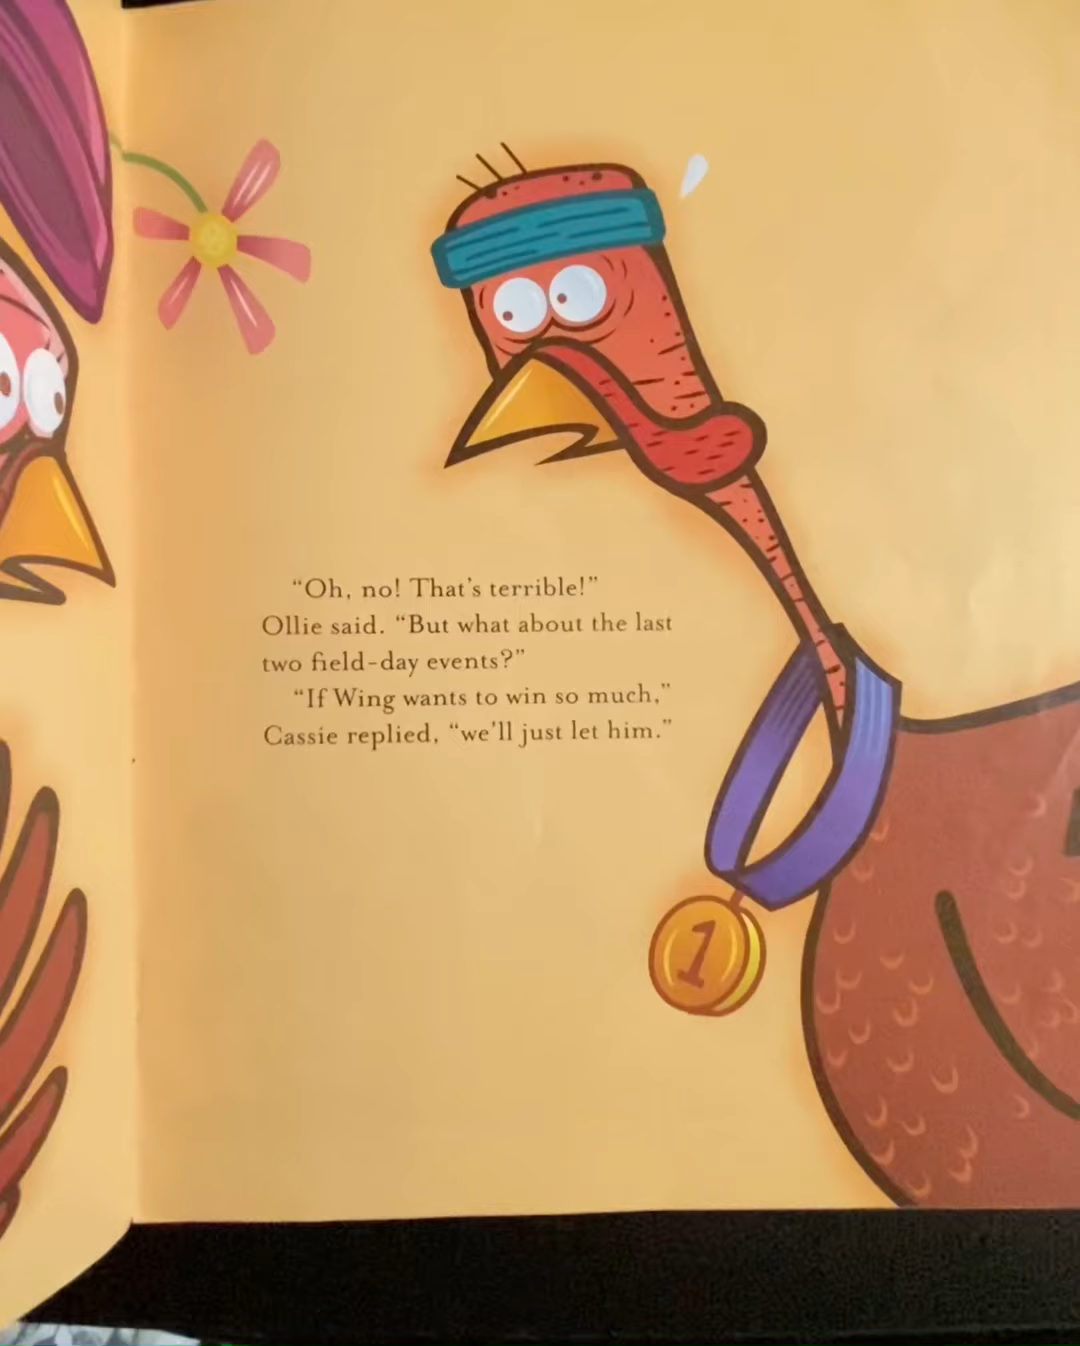 “Oh, no! That’s terrible!”
Ollie said. “But what about the last
two field-day events?”
“If Wing wants to win so much,”
Cassie replied, “we’ll just let him.”
1